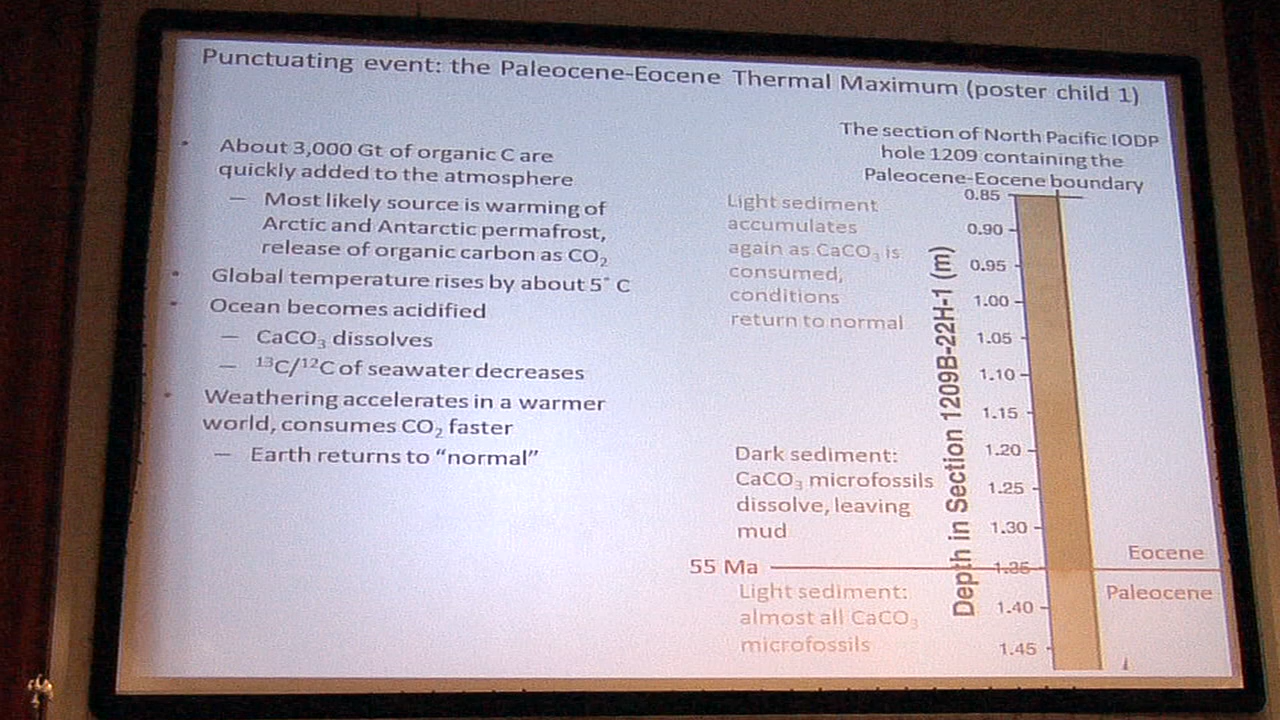 Punctuating event: the Paleocene-Eocene Thermal Maximum (poster child 1)
• About 3,000 Gt of organic C are
quickly added to the atmosphere
– Most likely source is warming of
Arctic and Antarctic permafrost,
release of organic carbon as CO₂
• Global temperature rises by about 5° C
• Ocean becomes acidified
– CaCO₃ dissolves
– ¹³C/¹²C of seawater decreases
• Weathering accelerates in a warmer
world, consumes CO₂ faster
– Earth returns to “normal”
The section of North Pacific IODP
hole 1209 containing the
Paleocene-Eocene boundary
Light sediment
accumulates
again as CaCO₃ is
consumed,
conditions
return to normal
Dark sediment:
CaCO₃ microfossils
dissolve, leaving
mud
55 Ma
Light sediment:
almost all CaCO₃
microfossils
Depth in Section 1209B-22H-1 (m)
0.85
0.90
0.95
1.00
1.05
1.10
1.15
1.20
1.25
1.30
1.35
1.40
1.45
Eocene
Paleocene